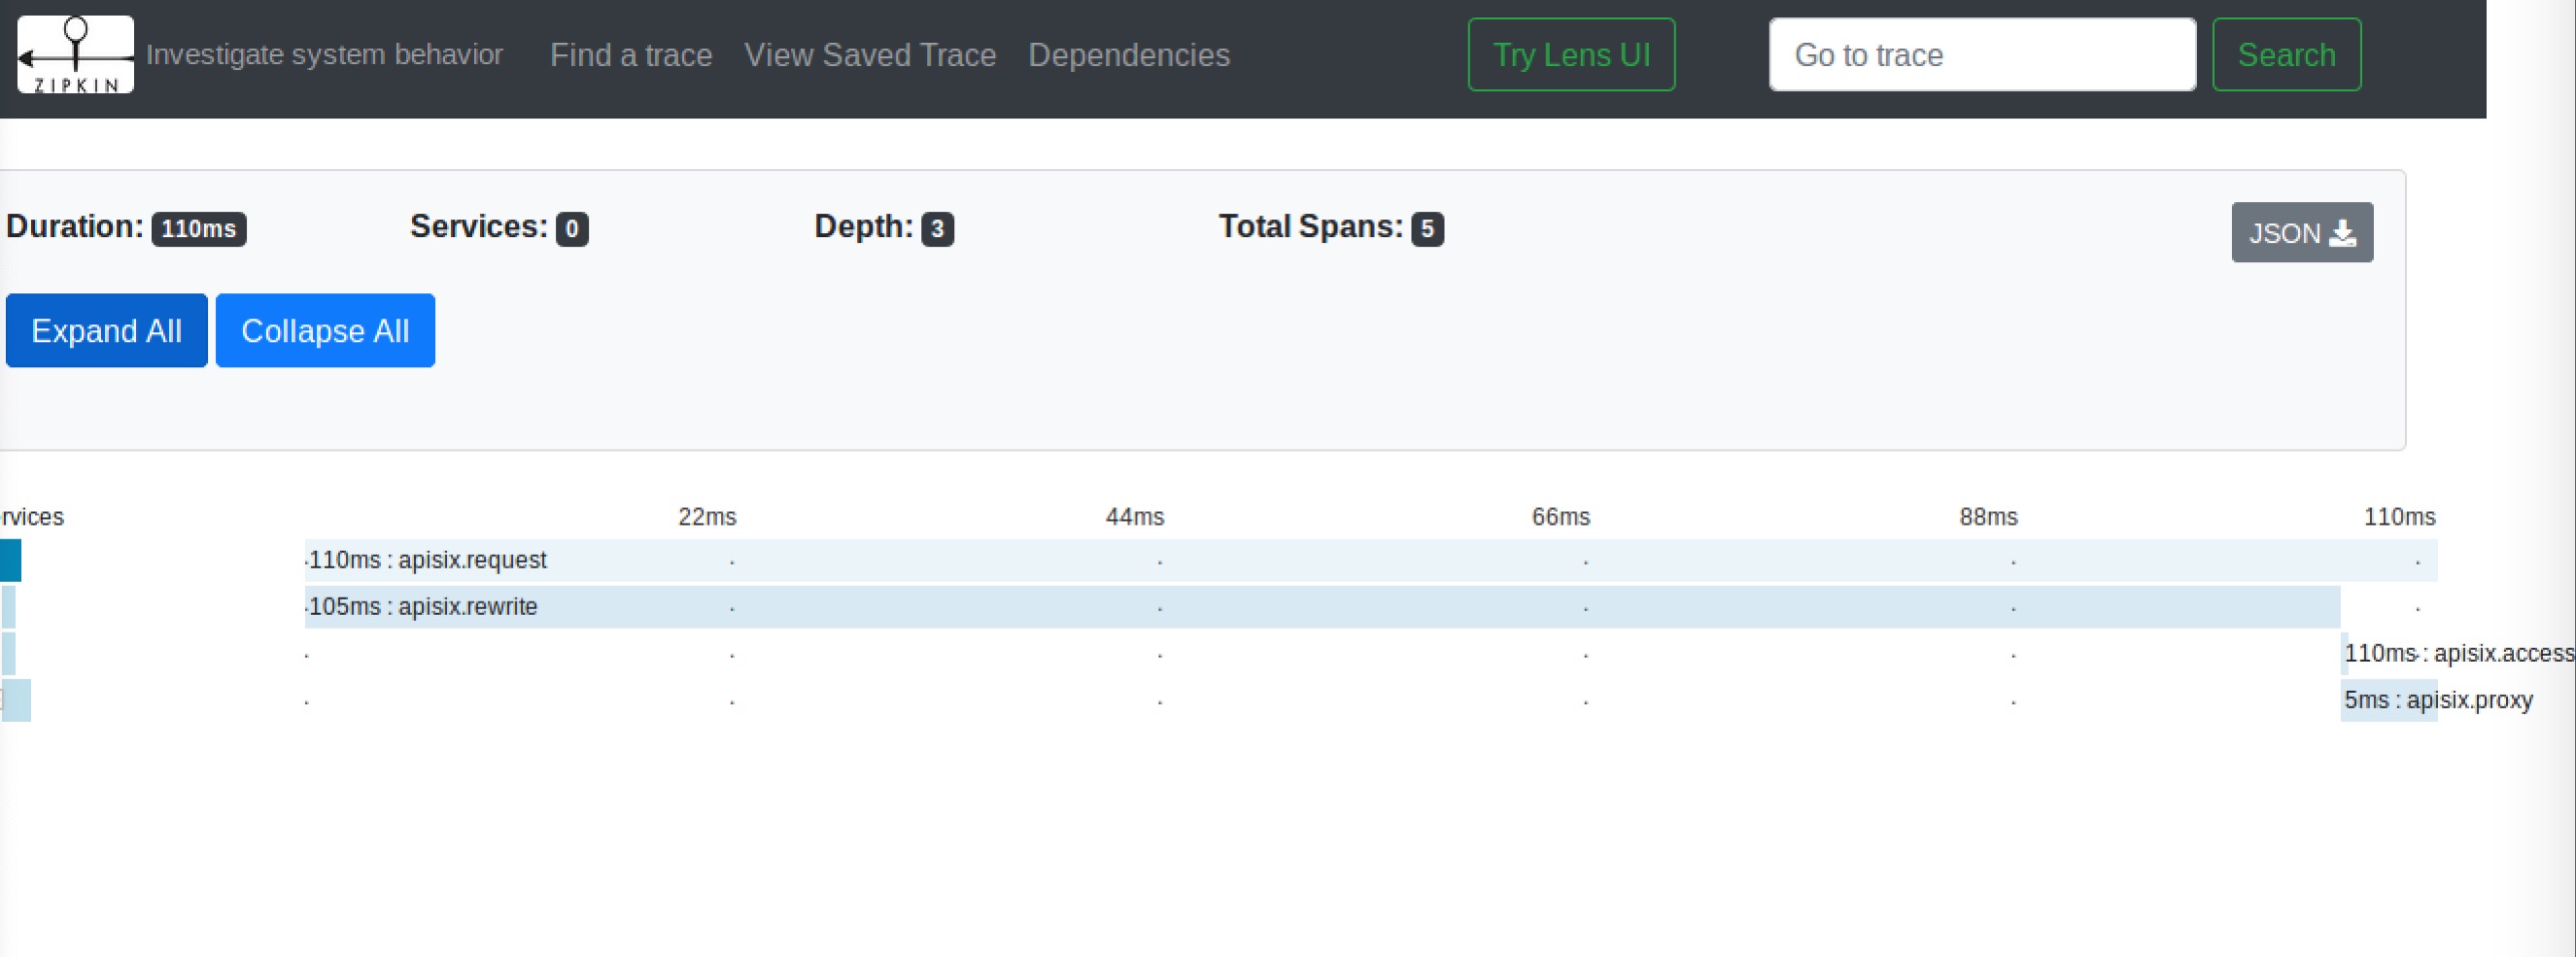 ZIPKIN
Investigate system behavior Find a trace View Saved Trace Dependencies Try Lens UI Go to trace Search
Duration: 110ms Services: 0 Depth: 3 Total Spans: 5 JSON
Expand All Collapse All
rvices 22ms 44ms 66ms 88ms 110ms
110ms : apisix.request
105ms : apisix.rewrite
110ms : apisix.access
5ms : apisix.proxy